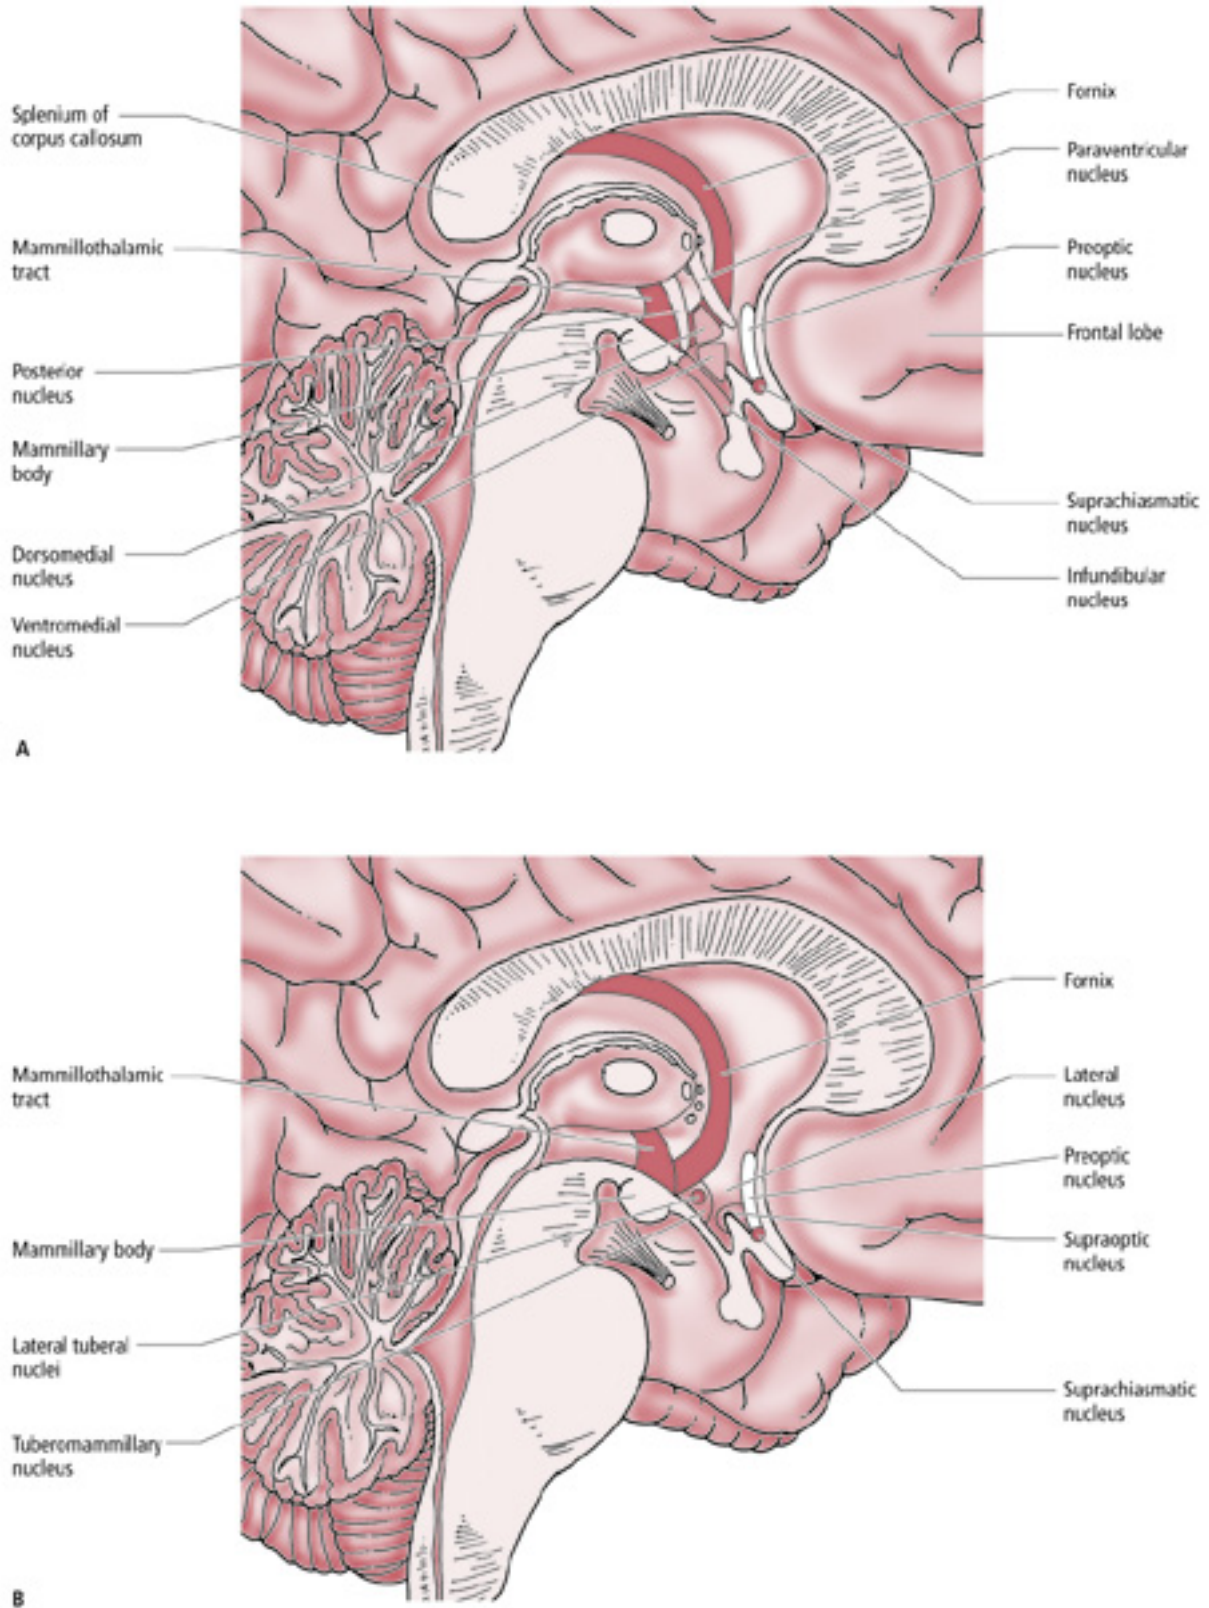 Splenium of
corpus callosum
Mammillothalamic
tract
Posterior
nucleus
Mammillary
body
Dorsomedial
nucleus
Ventromedial
nucleus
Fornix
Paraventricular
nucleus
Preoptic
nucleus
Frontal lobe
Suprachiasmatic
nucleus
Infundibular
nucleus
A
Mammillothalamic
tract
Mammillary body
Lateral tuberal
nuclei
Tuberomammillary
nucleus
Fornix
Lateral
nucleus
Preoptic
nucleus
Supraoptic
nucleus
Suprachiasmatic
nucleus
B